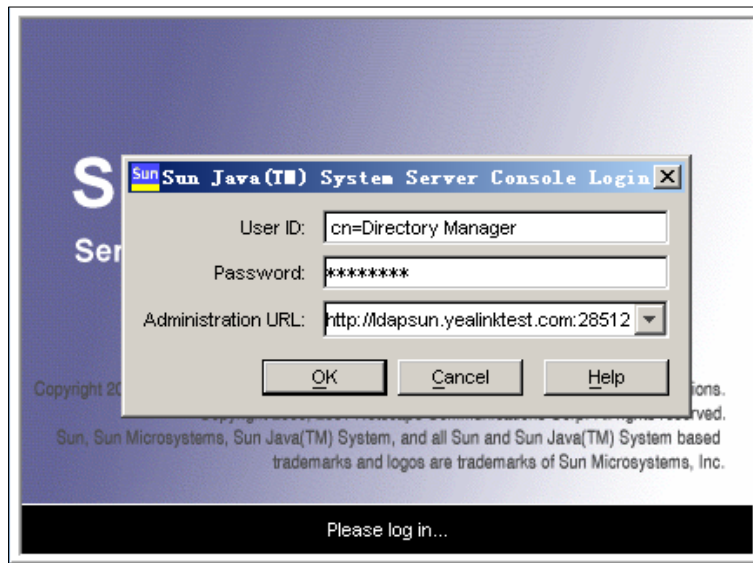 S
Ser
Sun Sun Java(TM) System Server Console Login
User ID: cn=Directory Manager
Password: ********
Administration URL: http://ldapsun.yealinktest.com:28512
OK Cancel Help
Copyright 20 ions.
rved.
Sun, Sun Microsystems, Sun Java(TM) System, and all Sun and Sun Java(TM) System based
trademarks and logos are trademarks of Sun Microsystems, Inc.
Please log in...